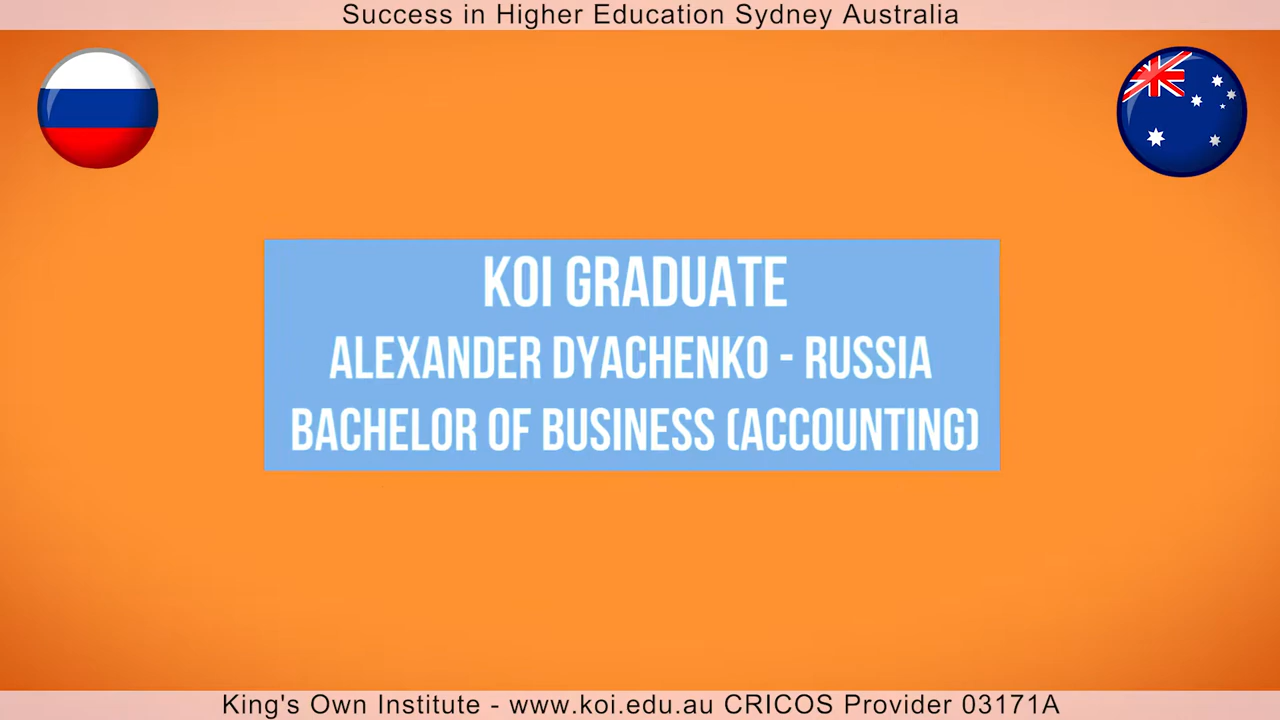 Success in Higher Education Sydney Australia
KOI GRADUATE
ALEXANDER DYACHENKO - RUSSIA
BACHELOR OF BUSINESS (ACCOUNTING)
King's Own Institute - www.koi.edu.au CRICOS Provider 03171A